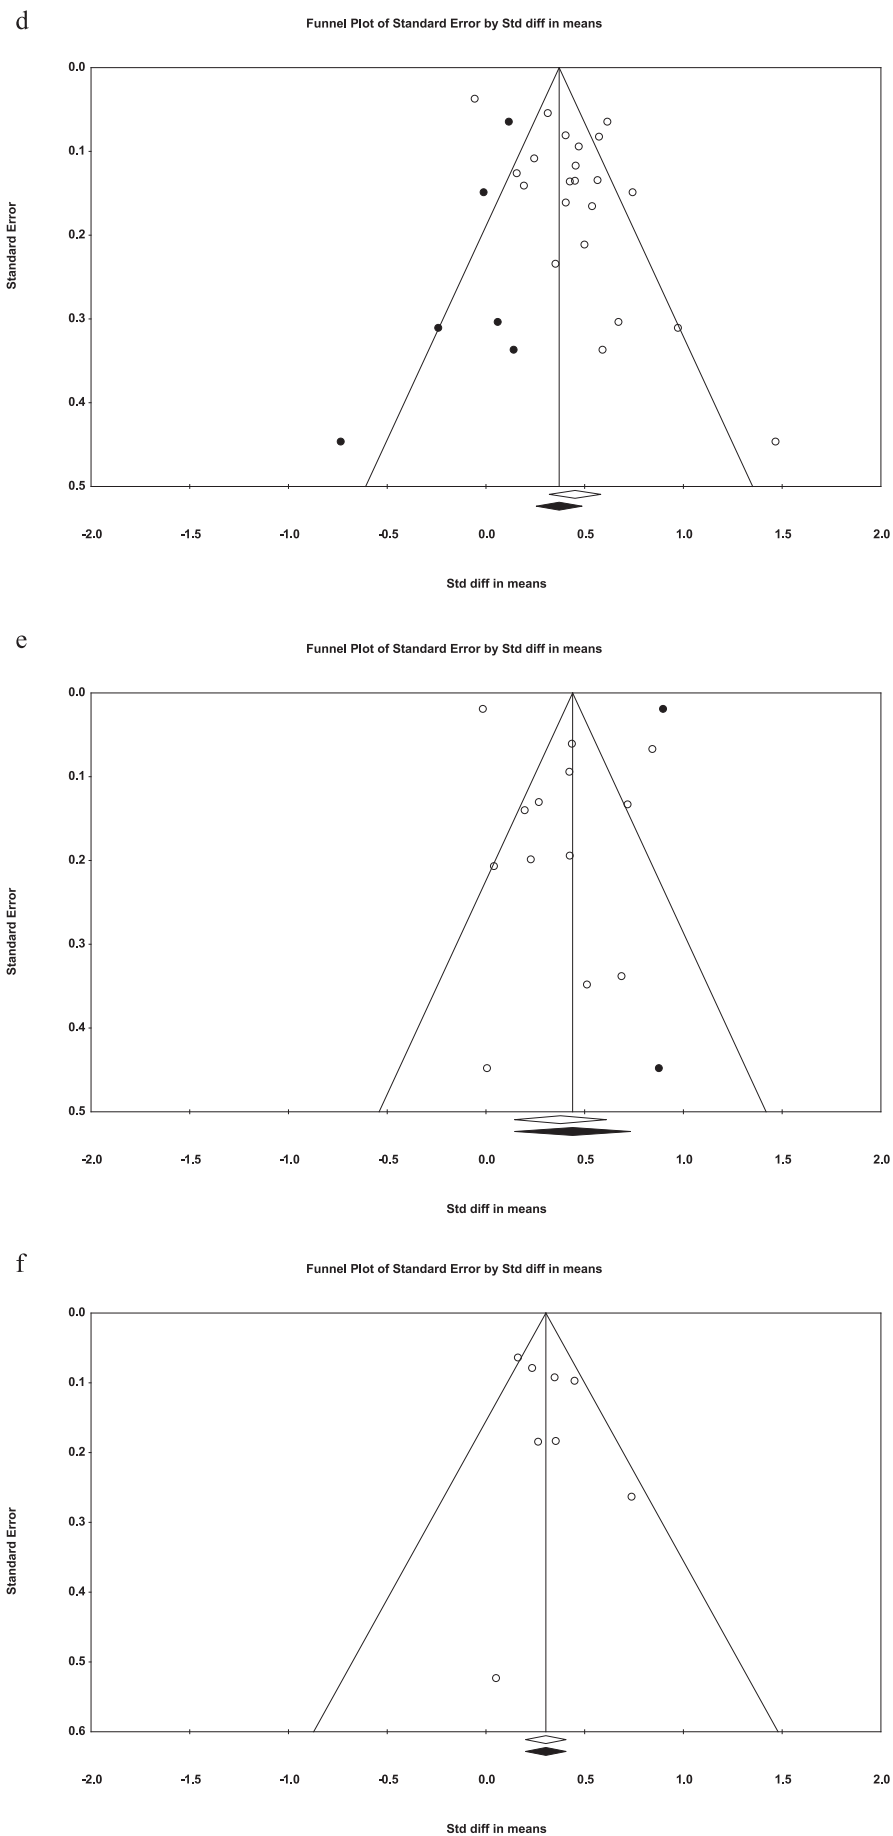 d
Funnel Plot of Standard Error by Std diff in means
0.0
0.1
0.2
0.3
0.4
0.5
Standard Error
-2.0 -1.5 -1.0 -0.5 0.0 0.5 1.0 1.5 2.0
Std diff in means
e
Funnel Plot of Standard Error by Std diff in means
0.0
0.1
0.2
0.3
0.4
0.5
Standard Error
-2.0 -1.5 -1.0 -0.5 0.0 0.5 1.0 1.5 2.0
Std diff in means
f
Funnel Plot of Standard Error by Std diff in means
0.0
0.1
0.2
0.3
0.4
0.5
0.6
Standard Error
-2.0 -1.5 -1.0 -0.5 0.0 0.5 1.0 1.5 2.0
Std diff in means